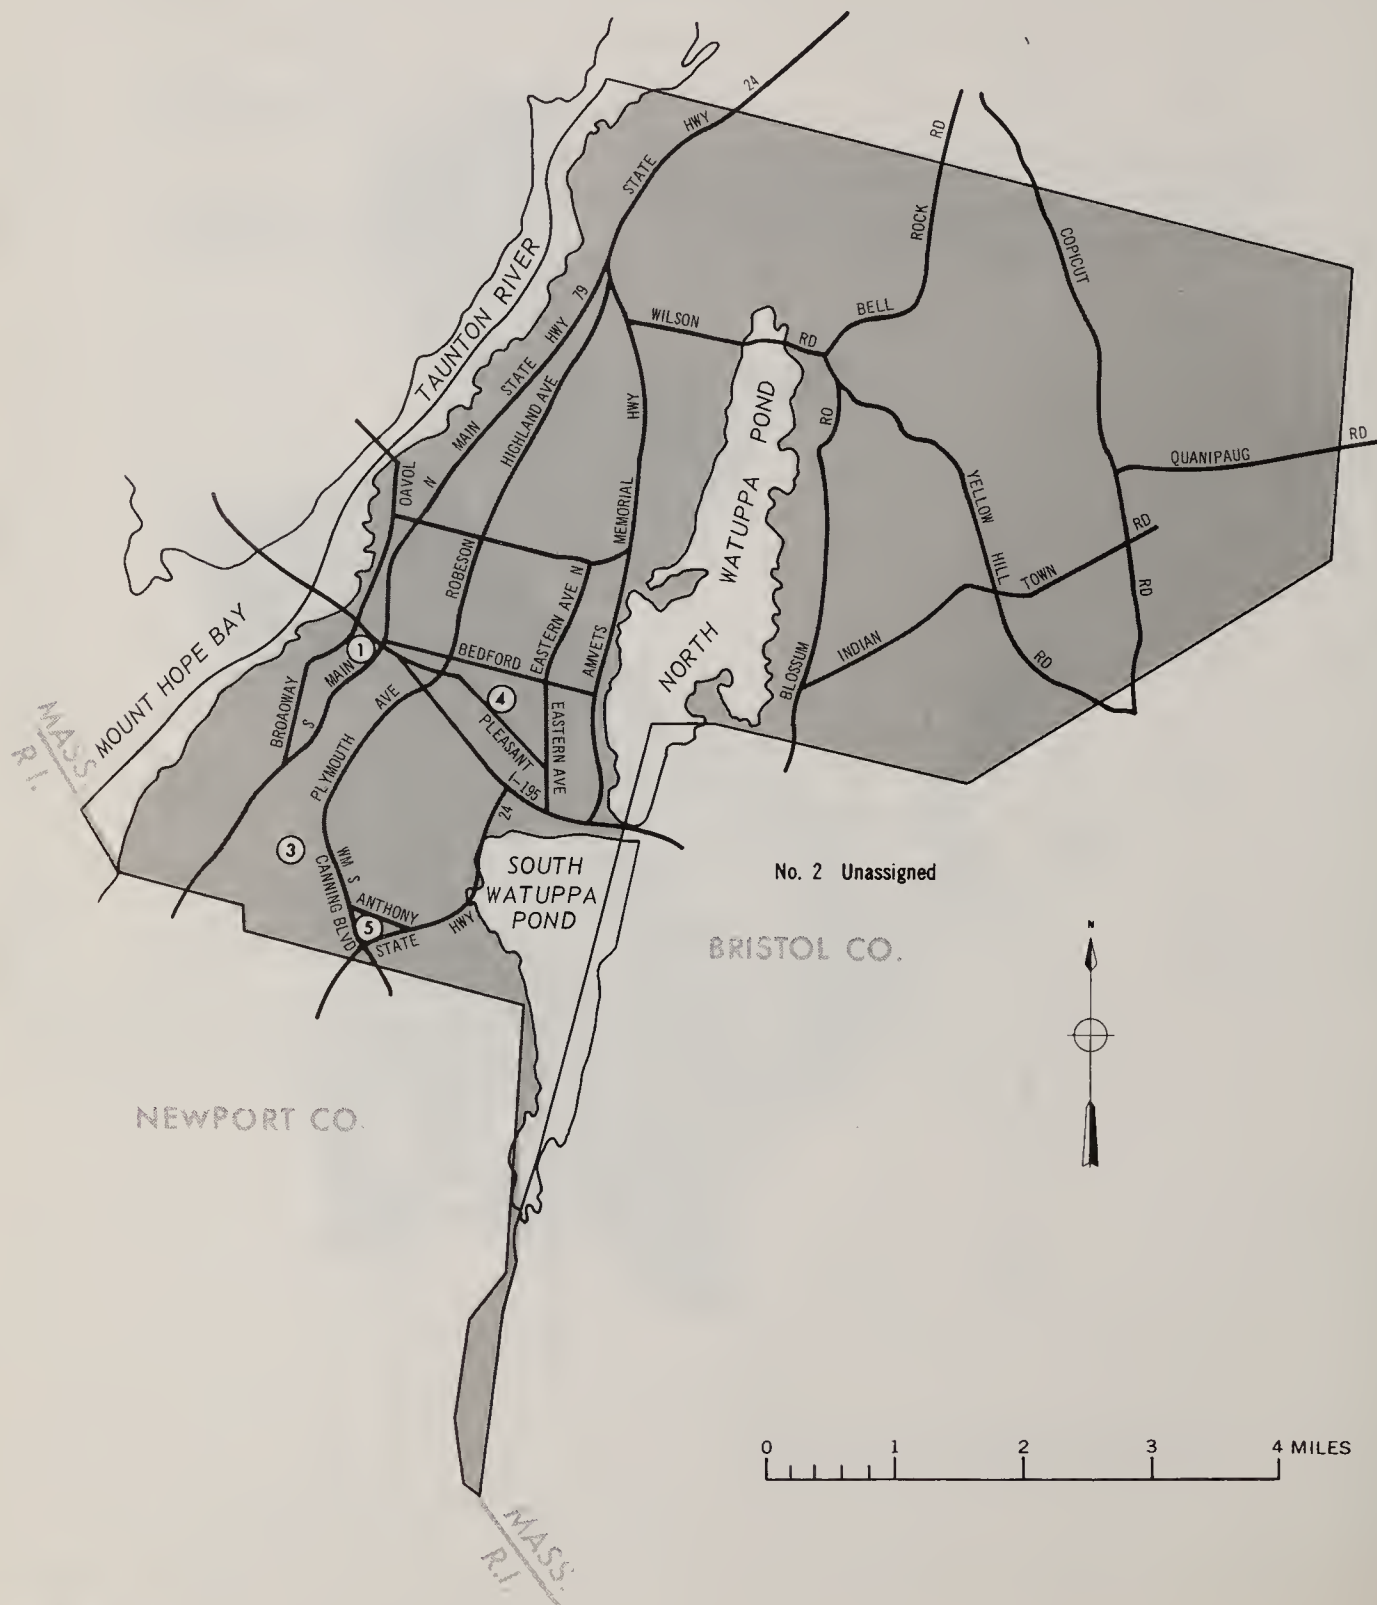 STATE HWY 24
RD
ROCK
BELL
COPICUT
TAUNTON RIVER
STATE HWY 79
WILSON RD
N MAIN
HIGHLAND AVE
HWY
RD
NORTH WATUPPA POND
QUANIPAUG RD
DAVOL
MEMORIAL
YELLOW HILL RD
INDIAN TOWN RD
RD
ROBESON
EASTERN AVE N
AMVETS
BLOSSUM
MOUNT HOPE BAY
1
BEDFORD
BROADWAY
S MAIN
AVE
4
PLYMOUTH
PLEASANT
EASTERN AVE
I-195
24
MASS.
R.I.
3
WM S
CANNING BLVD
ANTHONY
5
STATE
HWY
SOUTH
WATUPPA
POND
No. 2 Unassigned
BRISTOL CO.
N
NEWPORT CO.
0 1 2 3 4 MILES
MASS.
R.I.